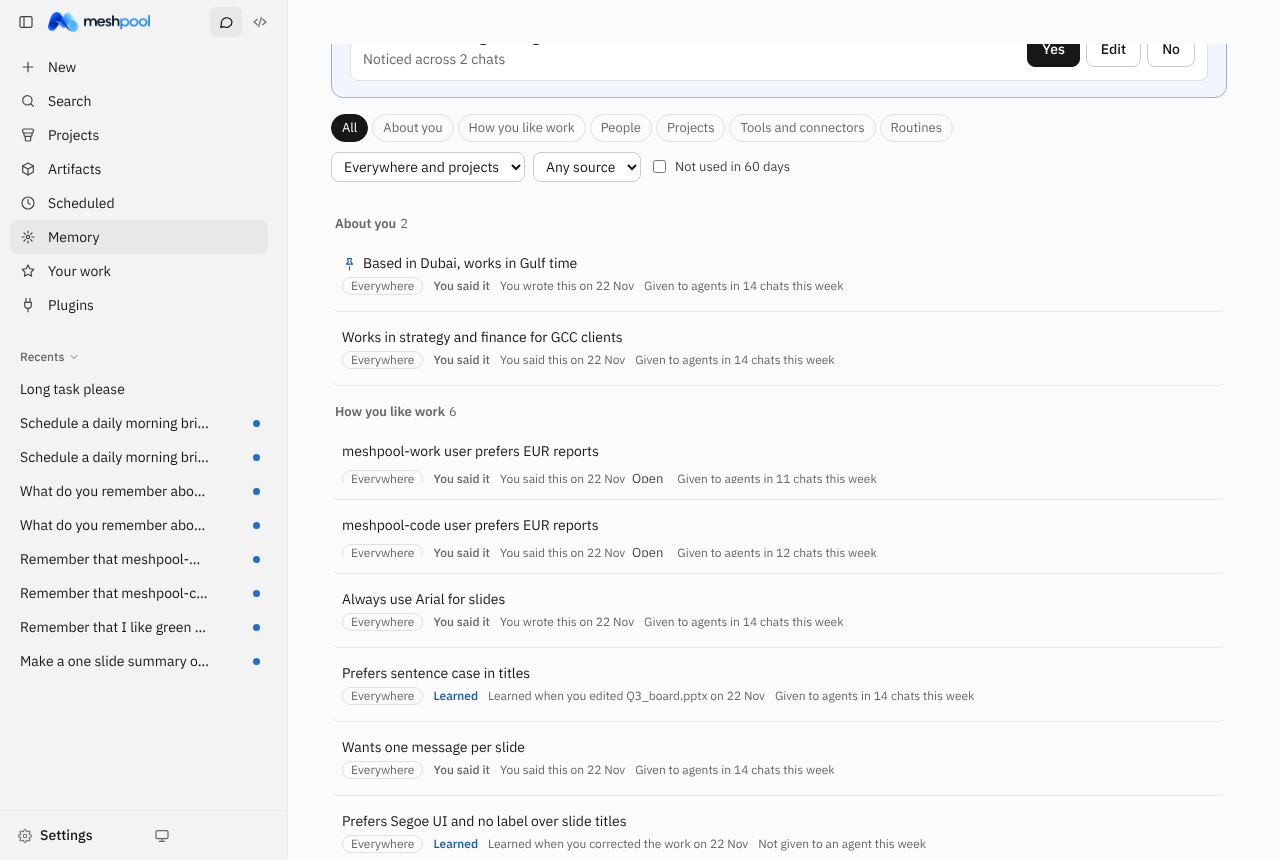 meshpool
New
Search
Projects
Artifacts
Scheduled
Memory
Your work
Plugins
Recents
Long task please
Schedule a daily morning bri...
Schedule a daily morning bri...
What do you remember abo...
What do you remember abo...
Remember that meshpool-...
Remember that meshpool-c...
Remember that I like green ...
Make a one slide summary o...
Settings
Noticed across 2 chats
Yes Edit No
All About you How you like work People Projects Tools and connectors Routines
Everywhere and projects Any source Not used in 60 days
About you 2
Based in Dubai, works in Gulf time
Everywhere You said it You wrote this on 22 Nov Given to agents in 14 chats this week
Works in strategy and finance for GCC clients
Everywhere You said it You said this on 22 Nov Given to agents in 14 chats this week
How you like work 6
meshpool-work user prefers EUR reports
Everywhere You said it You said this on 22 Nov Open Given to agents in 11 chats this week
meshpool-code user prefers EUR reports
Everywhere You said it You said this on 22 Nov Open Given to agents in 12 chats this week
Always use Arial for slides
Everywhere You said it You wrote this on 22 Nov Given to agents in 14 chats this week
Prefers sentence case in titles
Everywhere Learned Learned when you edited Q3_board.pptx on 22 Nov Given to agents in 14 chats this week
Wants one message per slide
Everywhere You said it You said this on 22 Nov Given to agents in 14 chats this week
Prefers Segoe UI and no label over slide titles
Everywhere Learned Learned when you corrected the work on 22 Nov Not given to an agent this week